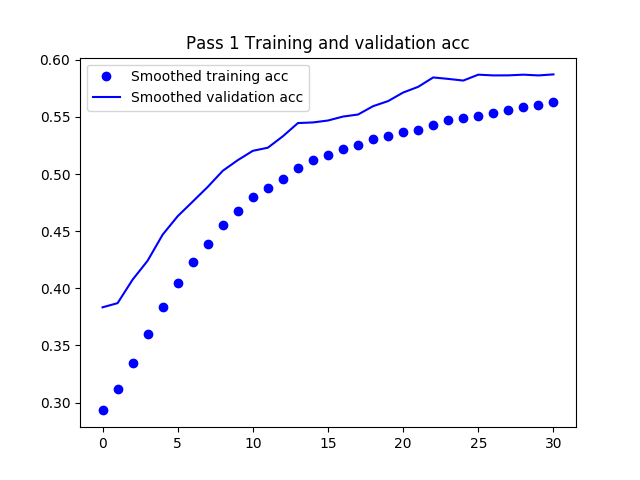 Pass 1 Training and validation acc
Smoothed training acc
Smoothed validation acc
0.60
0.55
0.50
0.45
0.40
0.35
0.30
0 5 10 15 20 25 30